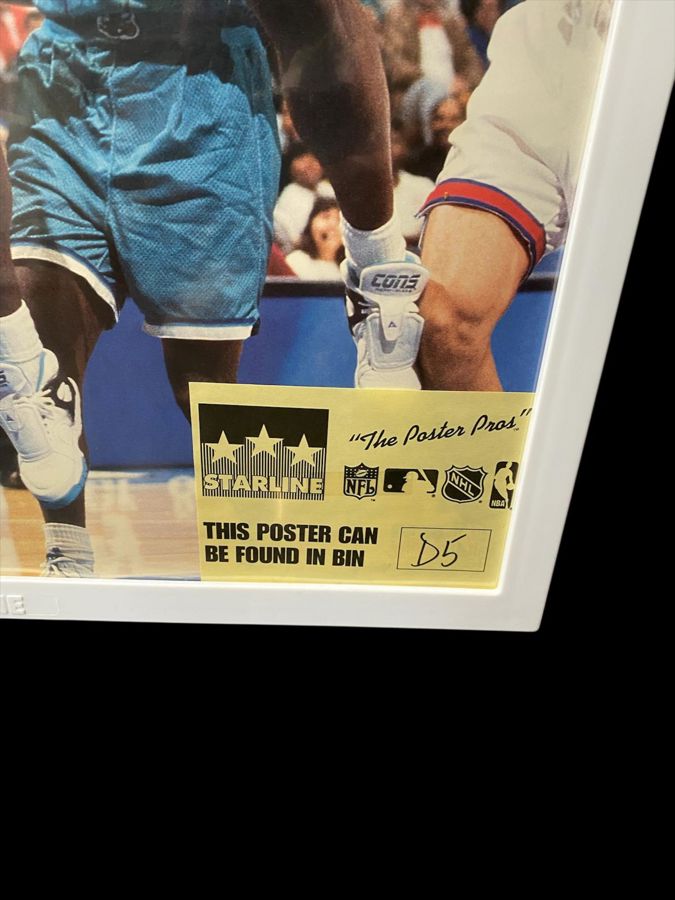 CONS
"The Poster Pros."
STARLINE
NFL
NHL
NBA
THIS POSTER CAN
BE FOUND IN BIN
D5